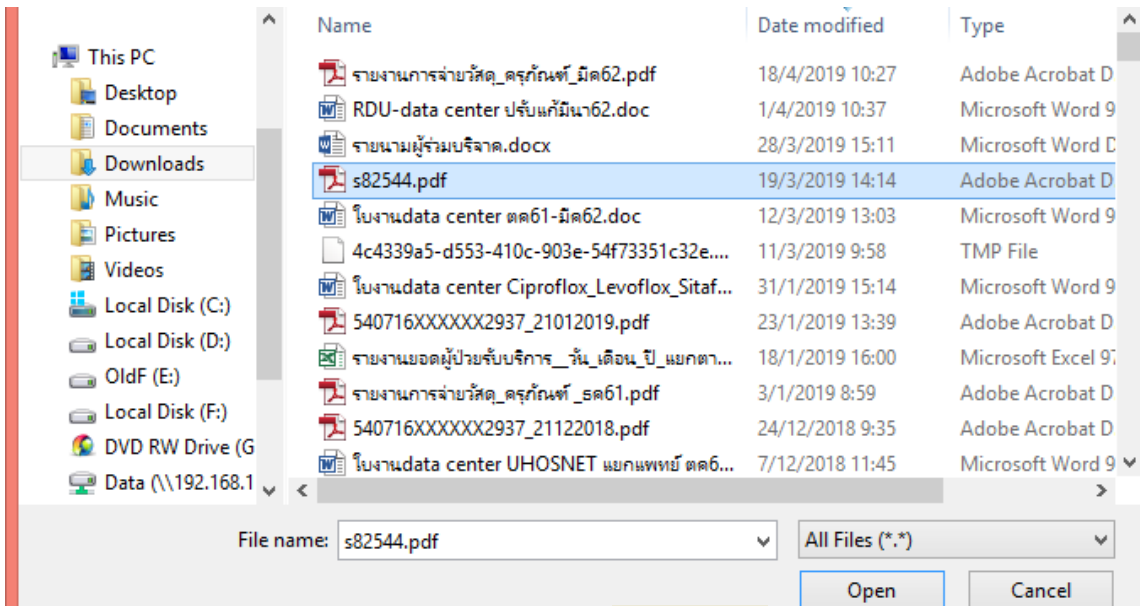 Name Date modified Type
This PC
Desktop
Documents
Downloads
Music
Pictures
Videos
Local Disk (C:)
Local Disk (D:)
OldF (E:)
Local Disk (F:)
DVD RW Drive (G
Data (\\192.168.1
รายงานการจ่ายวัสดุ_ครุภัณฑ์_มีค62.pdf 18/4/2019 10:27 Adobe Acrobat D
RDU-data center ปรับแก้มีนา62.doc 1/4/2019 10:37 Microsoft Word 9
รายนามผู้ร่วมบริจาค.docx 28/3/2019 15:11 Microsoft Word D
s82544.pdf 19/3/2019 14:14 Adobe Acrobat D
ใบงานdata center ตค61-มีค62.doc 12/3/2019 13:03 Microsoft Word 9
4c4339a5-d553-410c-903e-54f73351c32e.... 11/3/2019 9:58 TMP File
ใบงานdata center Ciproflox_Levoflox_Sitaf... 31/1/2019 15:14 Microsoft Word 9
540716XXXXXX2937_21012019.pdf 23/1/2019 13:39 Adobe Acrobat D
รายงานยอดผู้ป่วยรับบริการ__วัน_เดือน_ปี_แยกตา... 18/1/2019 16:00 Microsoft Excel 97
รายงานการจ่ายวัสดุ_ครุภัณฑ์ _ธค61.pdf 3/1/2019 8:59 Adobe Acrobat D
540716XXXXXX2937_21122018.pdf 24/12/2018 9:35 Adobe Acrobat D
ใบงานdata center UHOSNET แยกแพทย์ ตค6... 7/12/2018 11:45 Microsoft Word 9
File name: s82544.pdf All Files (*.*)
Open Cancel